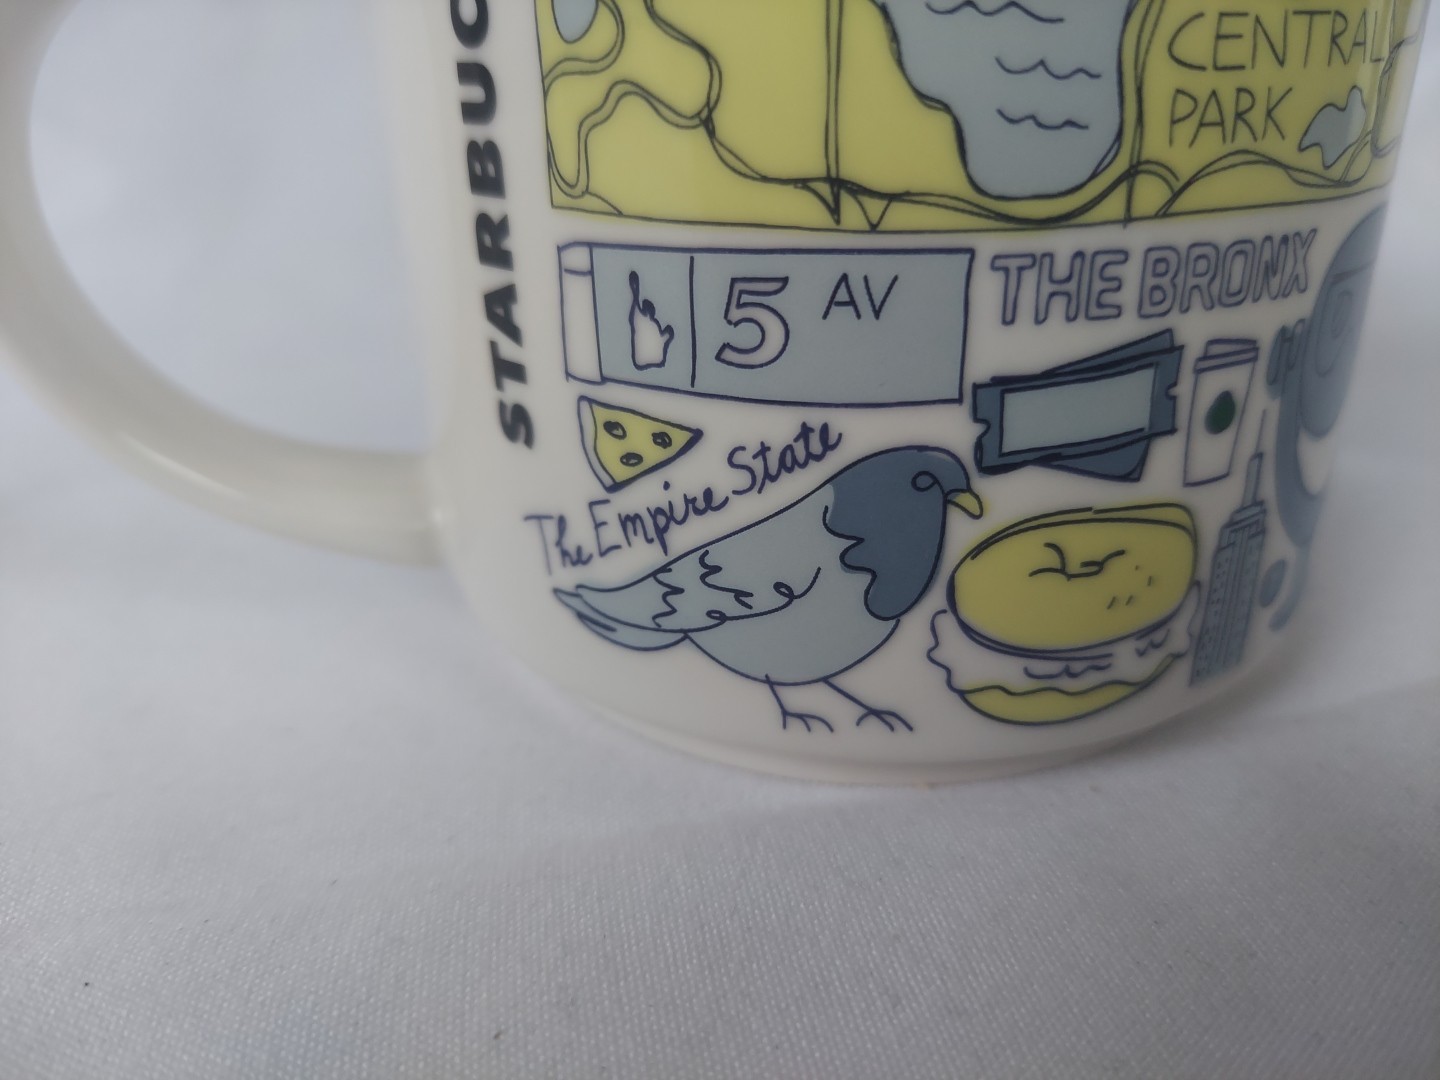 STARBUC
CENTRAL
PARK
5 AV
THE BRONX
The Empire State